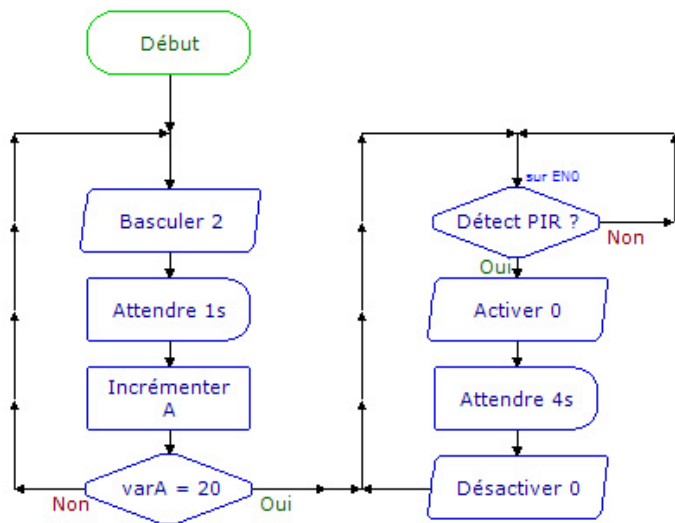 Début
Basculer 2
Attendre 1s
Incrémenter
A
varA = 20
Non
Oui
sur EN0
Détect PIR ?
Non
Oui
Activer 0
Attendre 4s
Désactiver 0